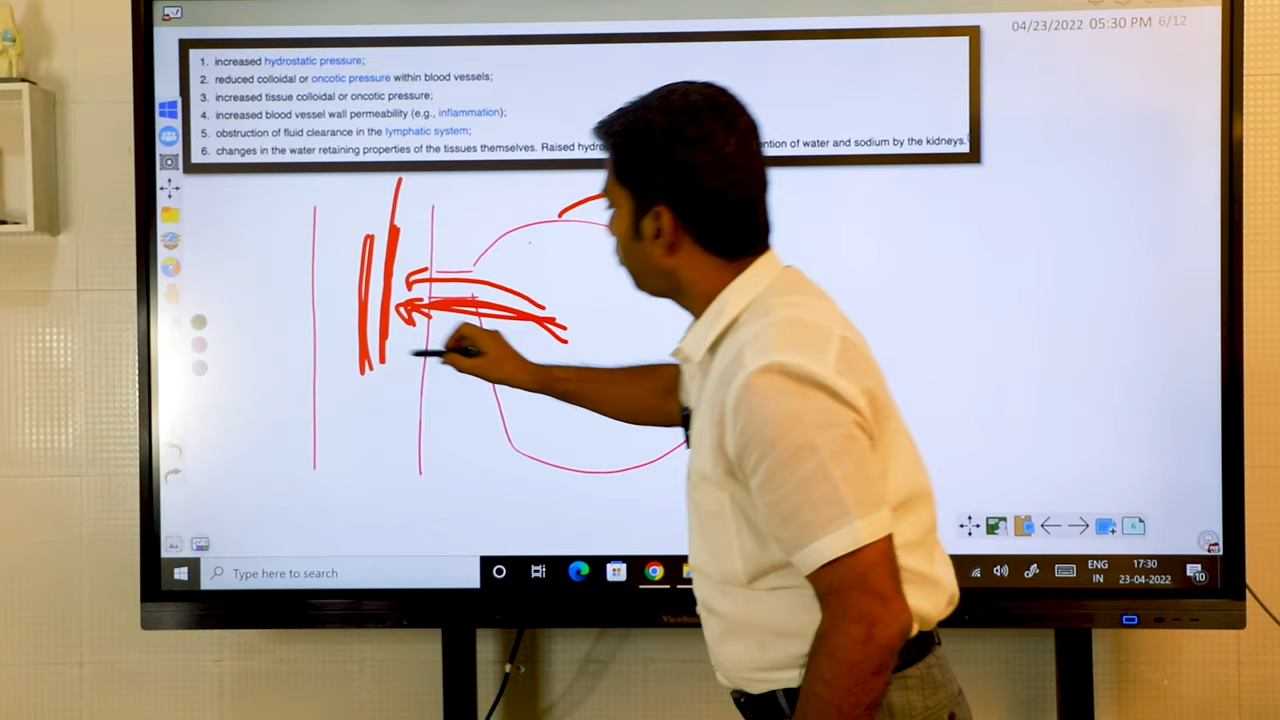 04/23/2022 05:30 PM 6/12
1. increased hydrostatic pressure;
2. reduced colloidal or oncotic pressure within blood vessels;
3. increased tissue colloidal or oncotic pressure;
4. increased blood vessel wall permeability (e.g., inflammation);
5. obstruction of fluid clearance in the lymphatic system;
6. changes in the water retaining properties of the tissues themselves. Raised hydro ention of water and sodium by the kidneys.
6
Type here to search
ENG 17:30
IN 23-04-2022 10